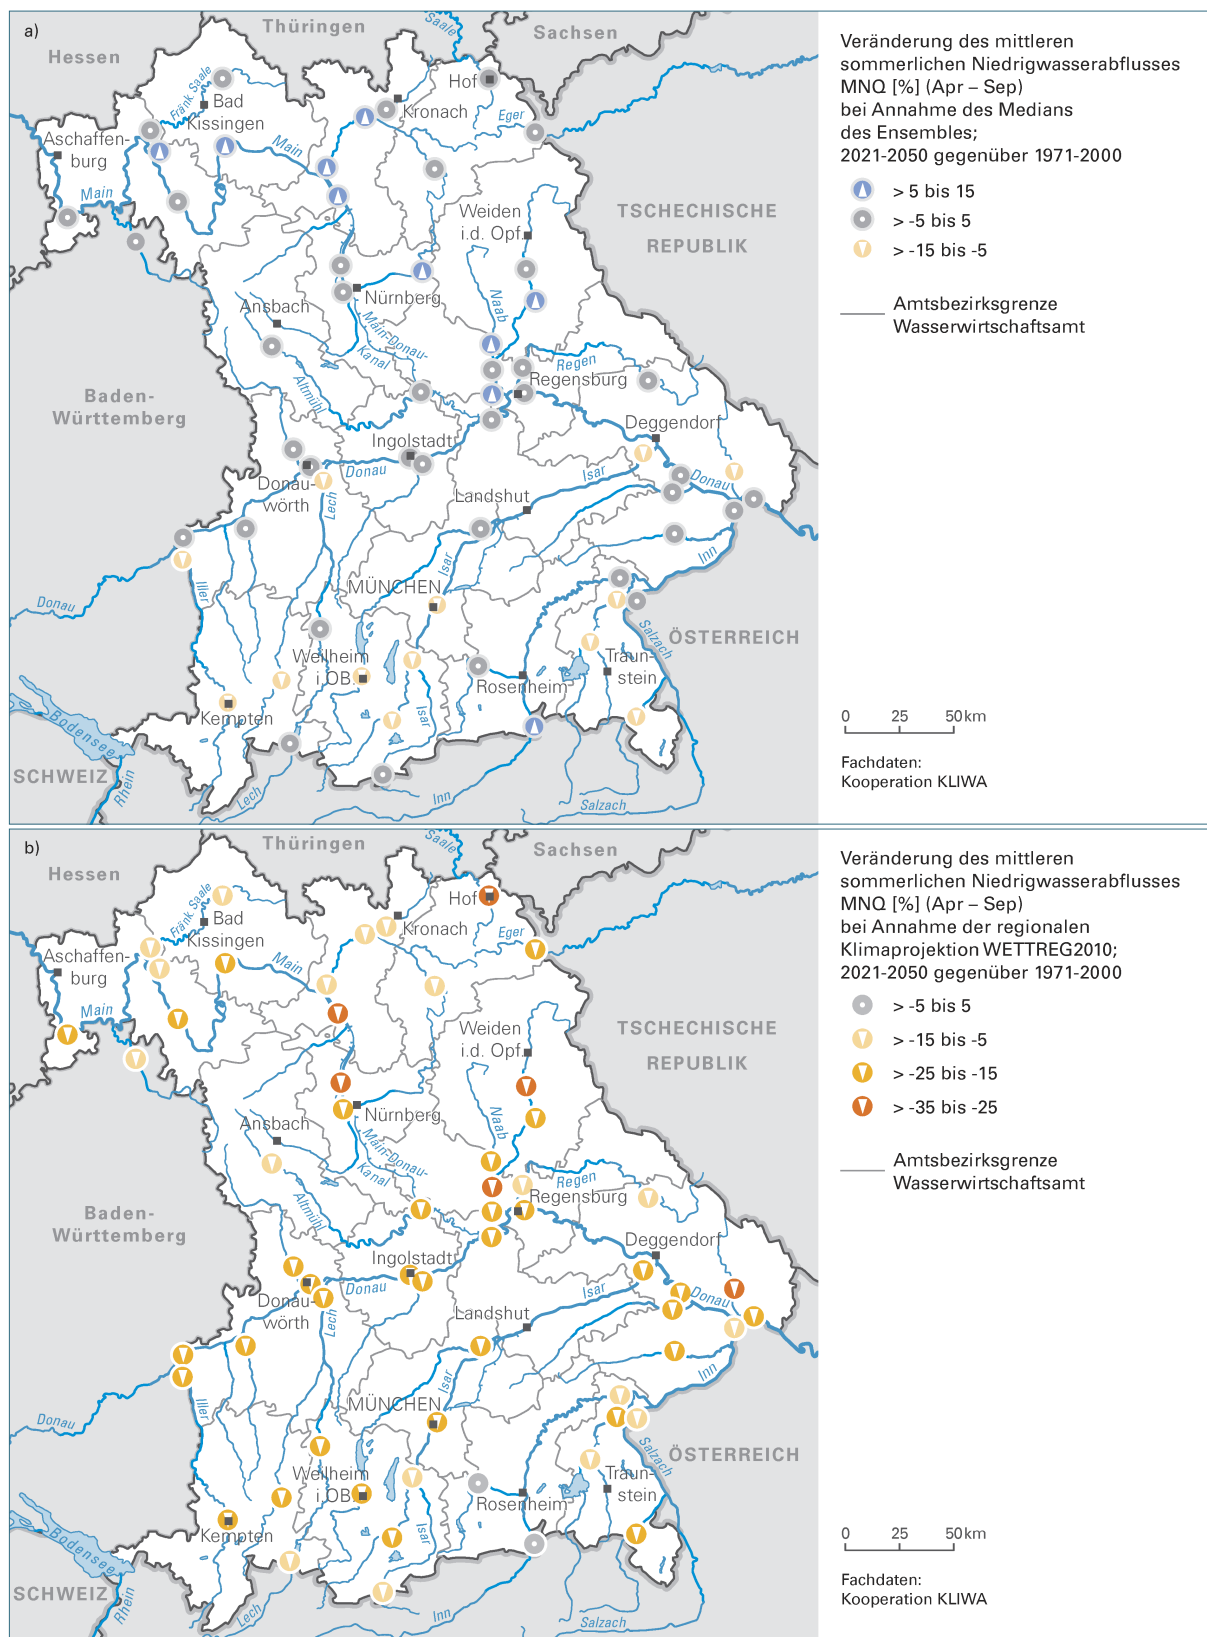 a)
Thüringen
Saale
Sachsen
Hessen
Hof
Fränk. Saale
Bad
Kissingen
Kronach
Eger
Aschaffen-
burg
Main
Main
Weiden
i.d. Opf.
TSCHECHISCHE
REPUBLIK
Ansbach
Nürnberg
Naab
Main-Donau-
Kanal
Regen
Altmühl
Regensburg
Baden-
Württemberg
Deggendorf
Ingolstadt
Donau
Isar
Donau
Donau-
wörth
Lech
Landshut
Isar
Inn
MÜNCHEN
Iller
Donau
ÖSTERREICH
Salzach
Weilheim
i.OB.
Traun-
stein
Rosenheim
Kempten
Isar
Bodensee
SCHWEIZ
Rhein
Lech
Inn
Salzach
Veränderung des mittleren
sommerlichen Niedrigwasserabflusses
MNQ [%] (Apr – Sep)
bei Annahme des Medians
des Ensembles;
2021-2050 gegenüber 1971-2000
> 5 bis 15
> -5 bis 5
> -15 bis -5
Amtsbezirksgrenze
Wasserwirtschaftsamt
0 25 50 km
Fachdaten:
Kooperation KLIWA
b)
Thüringen
Saale
Sachsen
Hessen
Hof
Fränk. Saale
Bad
Kissingen
Kronach
Eger
Aschaffen-
burg
Main
Main
Weiden
i.d. Opf.
TSCHECHISCHE
REPUBLIK
Ansbach
Nürnberg
Naab
Main-Donau-
Kanal
Regen
Altmühl
Regensburg
Baden-
Württemberg
Deggendorf
Ingolstadt
Donau
Isar
Donau
Donau-
wörth
Lech
Landshut
Isar
Inn
MÜNCHEN
Iller
Donau
ÖSTERREICH
Salzach
Weilheim
i.OB.
Traun-
stein
Rosenheim
Kempten
Isar
Bodensee
SCHWEIZ
Rhein
Lech
Inn
Salzach
Veränderung des mittleren
sommerlichen Niedrigwasserabflusses
MNQ [%] (Apr – Sep)
bei Annahme der regionalen
Klimaprojektion WETTREG2010;
2021-2050 gegenüber 1971-2000
> -5 bis 5
> -15 bis -5
> -25 bis -15
> -35 bis -25
Amtsbezirksgrenze
Wasserwirtschaftsamt
0 25 50 km
Fachdaten:
Kooperation KLIWA